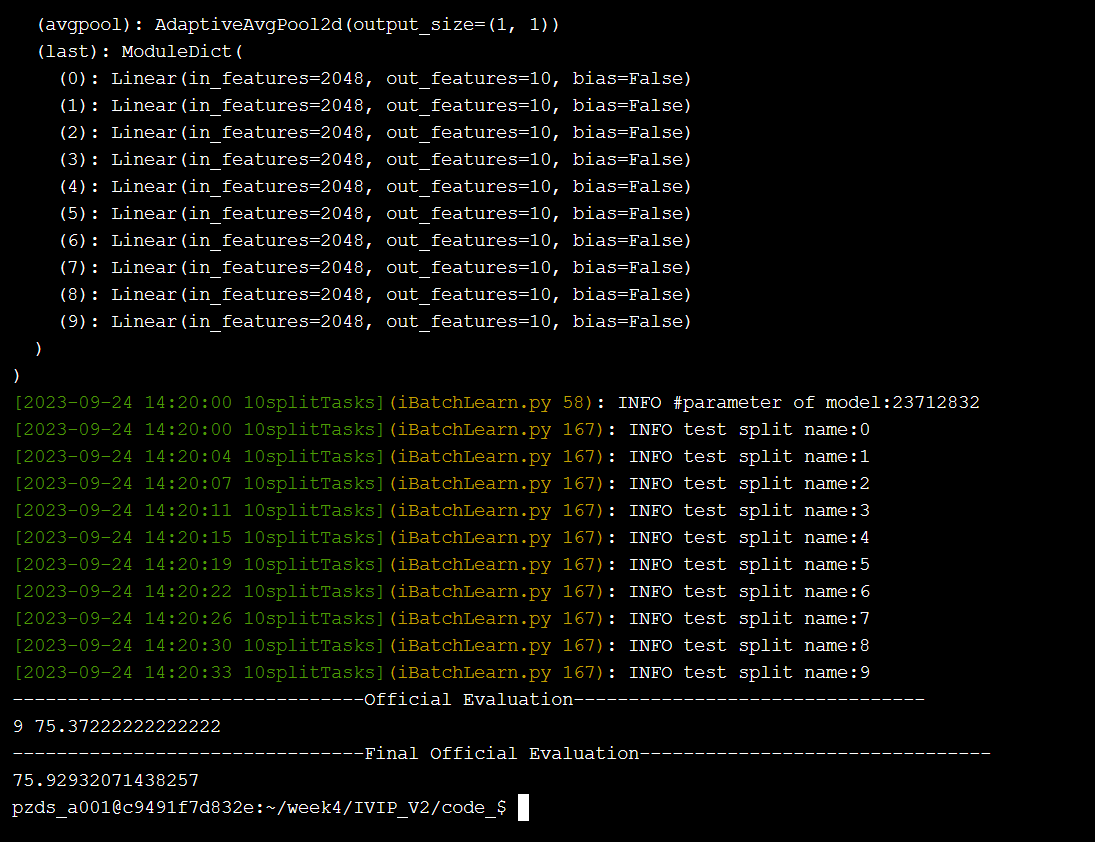 (avgpool): AdaptiveAvgPool2d(output_size=(1, 1))
(last): ModuleDict(
(0): Linear(in_features=2048, out_features=10, bias=False)
(1): Linear(in_features=2048, out_features=10, bias=False)
(2): Linear(in_features=2048, out_features=10, bias=False)
(3): Linear(in_features=2048, out_features=10, bias=False)
(4): Linear(in_features=2048, out_features=10, bias=False)
(5): Linear(in_features=2048, out_features=10, bias=False)
(6): Linear(in_features=2048, out_features=10, bias=False)
(7): Linear(in_features=2048, out_features=10, bias=False)
(8): Linear(in_features=2048, out_features=10, bias=False)
(9): Linear(in_features=2048, out_features=10, bias=False)
)
)
[2023-09-24 14:20:00 10splitTasks](iBatchLearn.py 58): INFO #parameter of model:23712832
[2023-09-24 14:20:00 10splitTasks](iBatchLearn.py 167): INFO test split name:0
[2023-09-24 14:20:04 10splitTasks](iBatchLearn.py 167): INFO test split name:1
[2023-09-24 14:20:07 10splitTasks](iBatchLearn.py 167): INFO test split name:2
[2023-09-24 14:20:11 10splitTasks](iBatchLearn.py 167): INFO test split name:3
[2023-09-24 14:20:15 10splitTasks](iBatchLearn.py 167): INFO test split name:4
[2023-09-24 14:20:19 10splitTasks](iBatchLearn.py 167): INFO test split name:5
[2023-09-24 14:20:22 10splitTasks](iBatchLearn.py 167): INFO test split name:6
[2023-09-24 14:20:26 10splitTasks](iBatchLearn.py 167): INFO test split name:7
[2023-09-24 14:20:30 10splitTasks](iBatchLearn.py 167): INFO test split name:8
[2023-09-24 14:20:33 10splitTasks](iBatchLearn.py 167): INFO test split name:9
--------------------------------Official Evaluation--------------------------------
9 75.37222222222222
--------------------------------Final Official Evaluation--------------------------------
75.92932071438257
pzds_a001@c9491f7d832e:~/week4/IVIP_V2/code_$